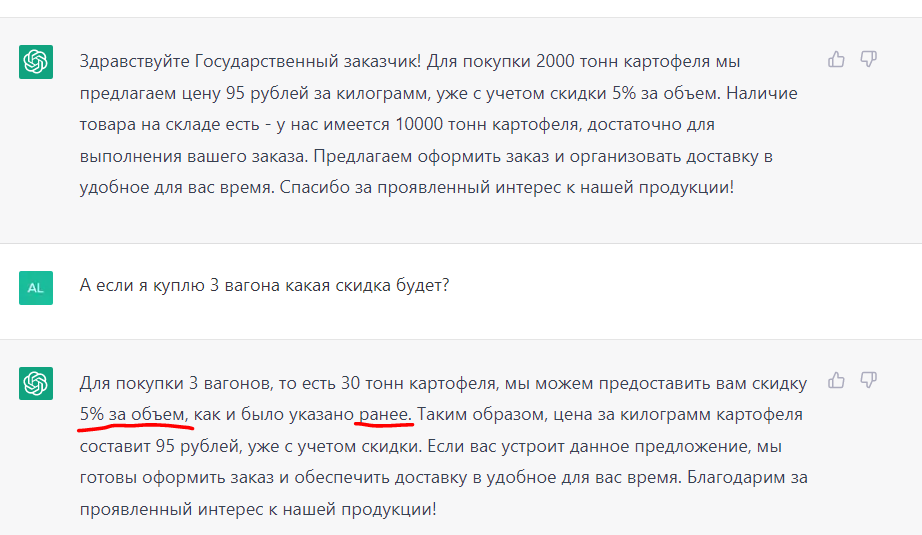 Здравствуйте Государственный заказчик! Для покупки 2000 тонн картофеля мы
предлагаем цену 95 рублей за килограмм, уже с учетом скидки 5% за объем. Наличие
товара на складе есть - у нас имеется 10000 тонн картофеля, достаточно для
выполнения вашего заказа. Предлагаем оформить заказ и организовать доставку в
удобное для вас время. Спасибо за проявленный интерес к нашей продукции!
AL
А если я куплю 3 вагона какая скидка будет?
Для покупки 3 вагонов, то есть 30 тонн картофеля, мы можем предоставить вам скидку
5% за объем, как и было указано ранее. Таким образом, цена за килограмм картофеля
составит 95 рублей, уже с учетом скидки. Если вас устроит данное предложение, мы
готовы оформить заказ и обеспечить доставку в удобное для вас время. Благодарим за
проявленный интерес к нашей продукции!